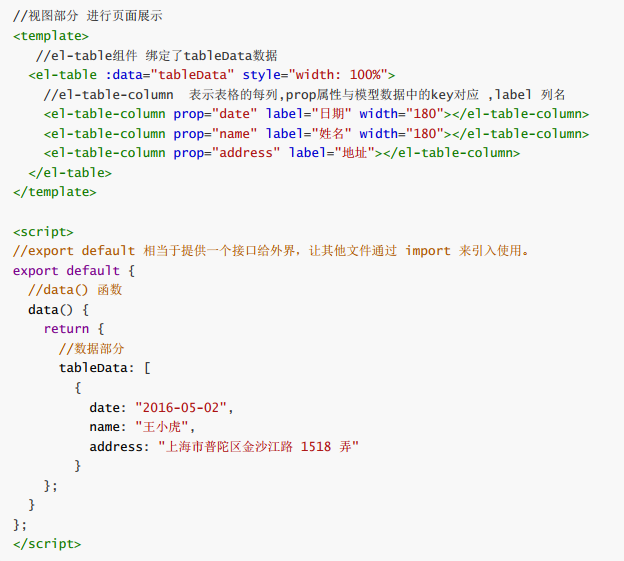 //视图部分 进行页面展示
<template>
   //el-table组件 绑定了tableData数据
  <el-table :data="tableData" style="width: 100%">
    //el-table-column  表示表格的每列,prop属性与模型数据中的key对应 ,label 列名
    <el-table-column prop="date" label="日期" width="180"></el-table-column>
    <el-table-column prop="name" label="姓名" width="180"></el-table-column>
    <el-table-column prop="address" label="地址"></el-table-column>
  </el-table>
</template>

<script>
//export default 相当于提供一个接口给外界，让其他文件通过 import 来引入使用。
export default {
  //data() 函数
  data() {
    return {
      //数据部分
      tableData: [
        {
          date: "2016-05-02",
          name: "王小虎",
          address: "上海市普陀区金沙江路 1518 弄"
        }
    };
  }
};
</script>